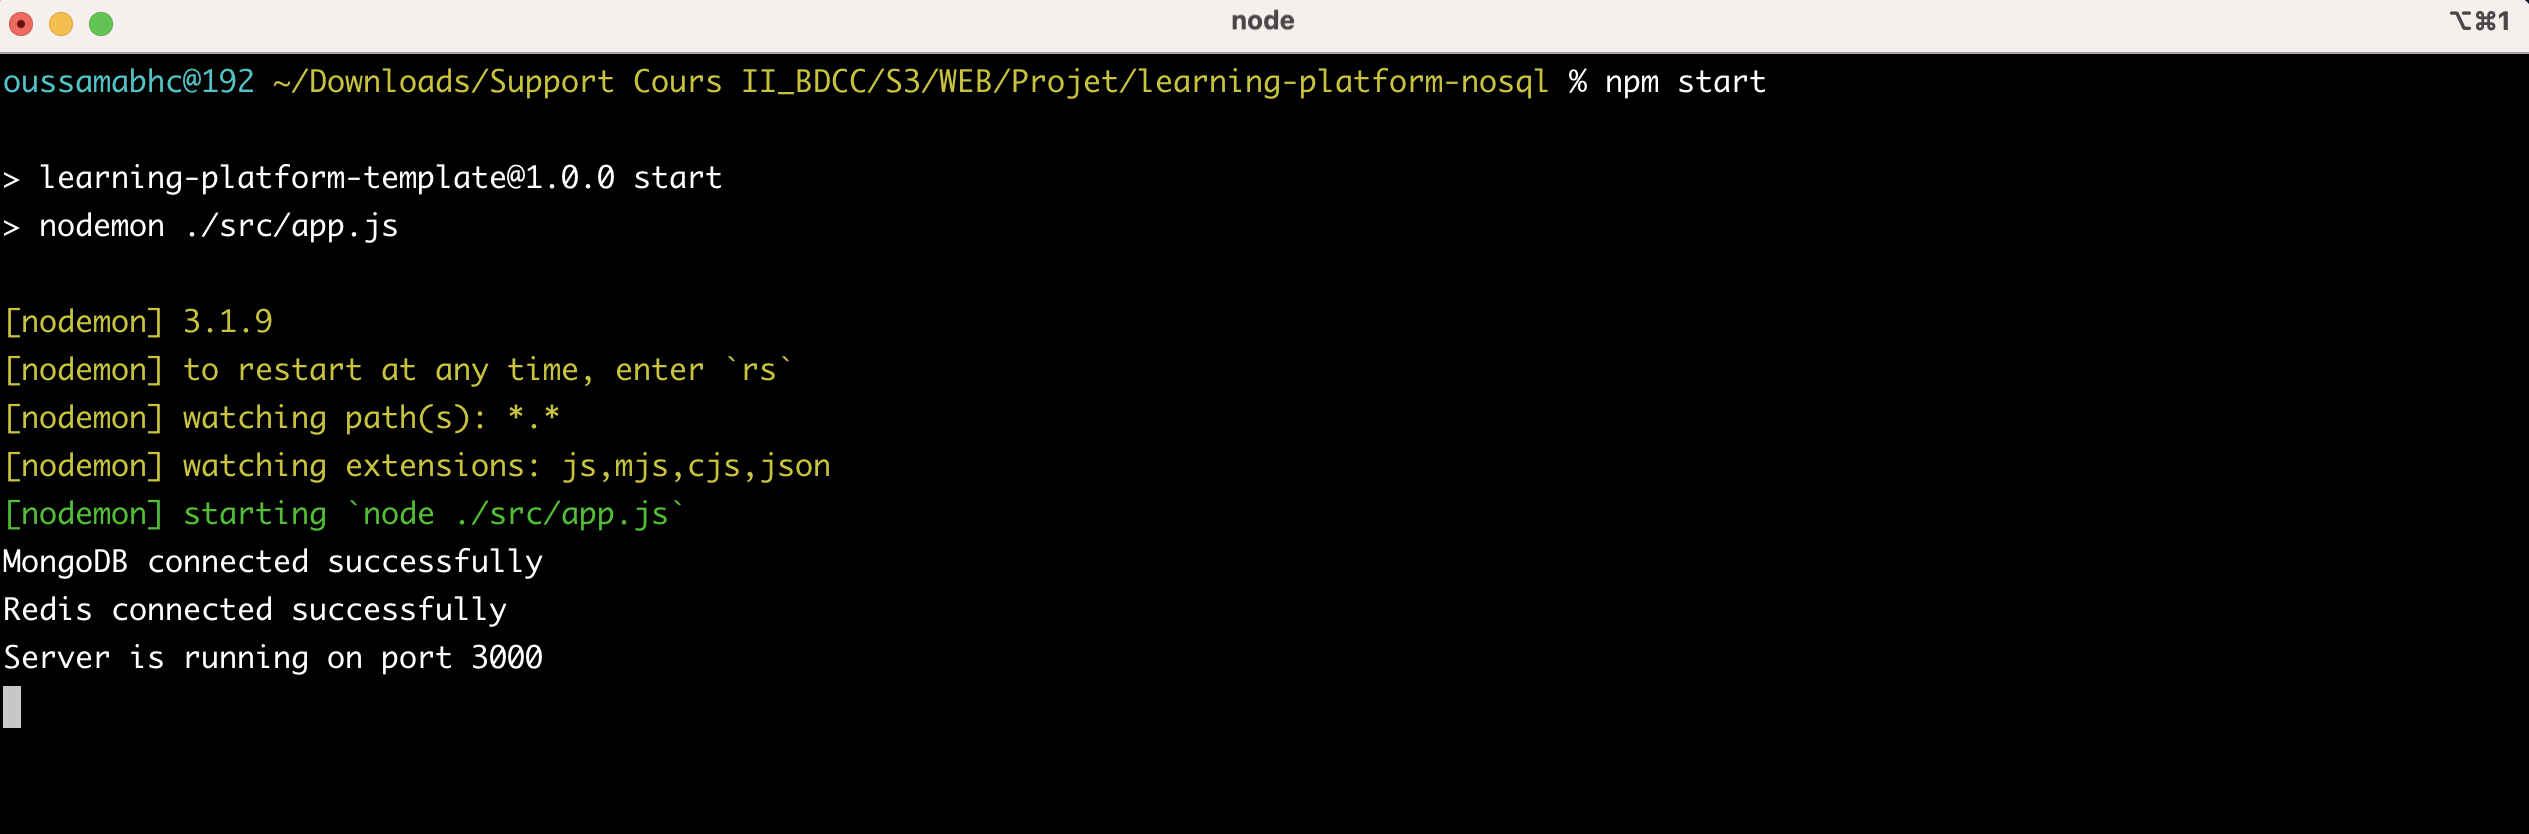 node
⌥⌘1
oussamabhc@192 ~/Downloads/Support Cours II_BDCC/S3/WEB/Projet/learning-platform-nosql % npm start
> learning-platform-template@1.0.0 start
> nodemon ./src/app.js
[nodemon] 3.1.9
[nodemon] to restart at any time, enter `rs`
[nodemon] watching path(s): *.*
[nodemon] watching extensions: js,mjs,cjs,json
[nodemon] starting `node ./src/app.js`
MongoDB connected successfully
Redis connected successfully
Server is running on port 3000